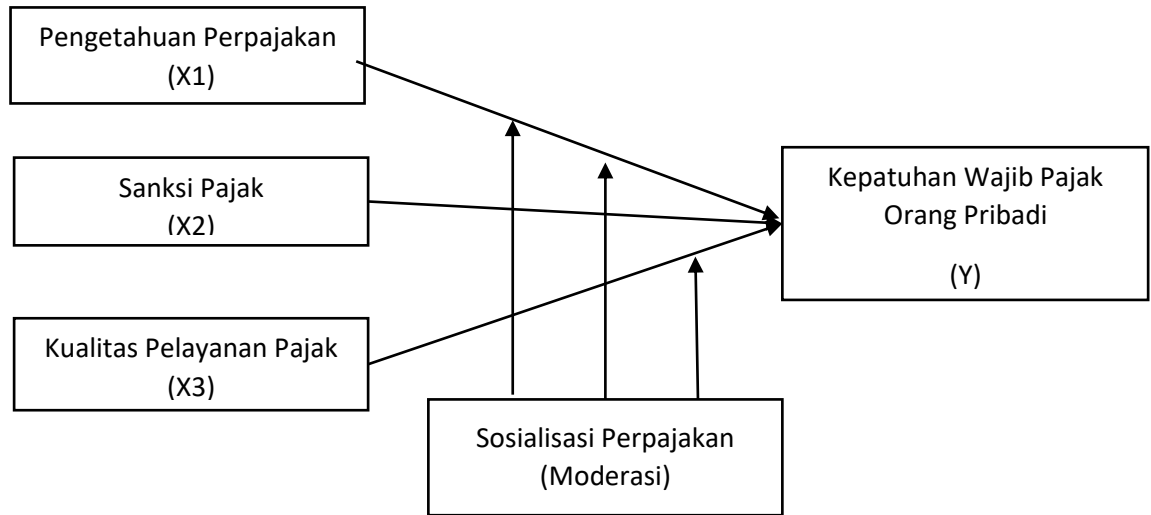 Pengetahuan Perpajakan
(X1)
Sanksi Pajak
(X2)
Kualitas Pelayanan Pajak
(X3)
Kepatuhan Wajib Pajak
Orang Pribadi
(Y)
Sosialisasi Perpajakan
(Moderasi)